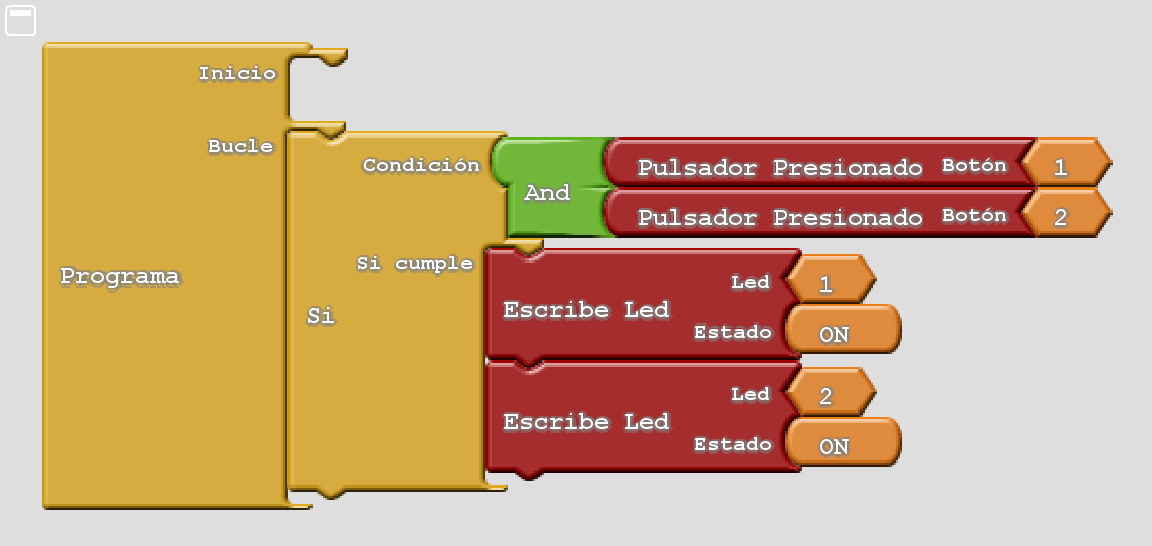 Inicio
Bucle
Condición
And
Pulsador Presionado Botón 1
Pulsador Presionado Botón 2
Programa
Si
Si cumple
Escribe Led
Led 1
Estado ON
Escribe Led
Led 2
Estado ON